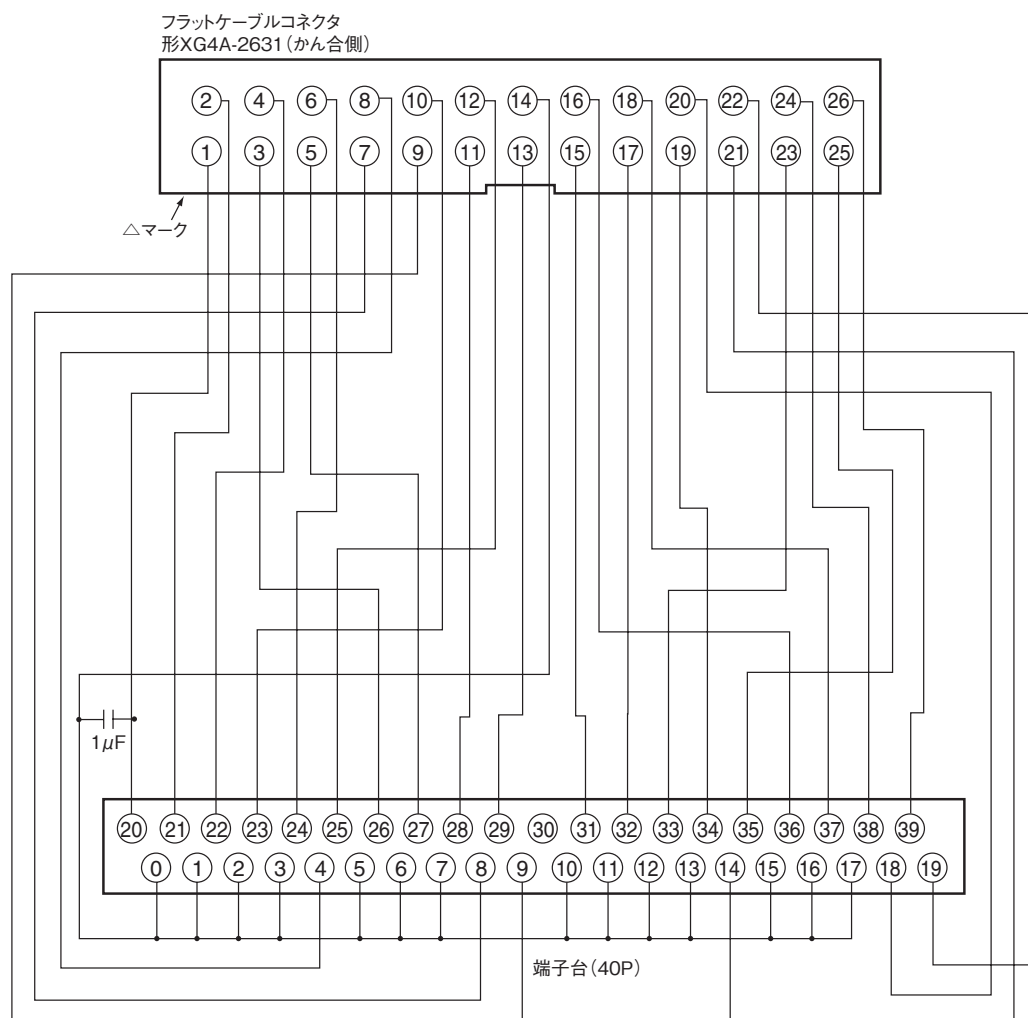 フラットケーブルコネクタ
形XG4A-2631(かん合側)
2 4 6 8 10 12 14 16 18 20 22 24 26
1 3 5 7 9 11 13 15 17 19 21 23 25
△マーク
1μF
20 21 22 23 24 25 26 27 28 29 30 31 32 33 34 35 36 37 38 39
0 1 2 3 4 5 6 7 8 9 10 11 12 13 14 15 16 17 18 19
端子台(40P)